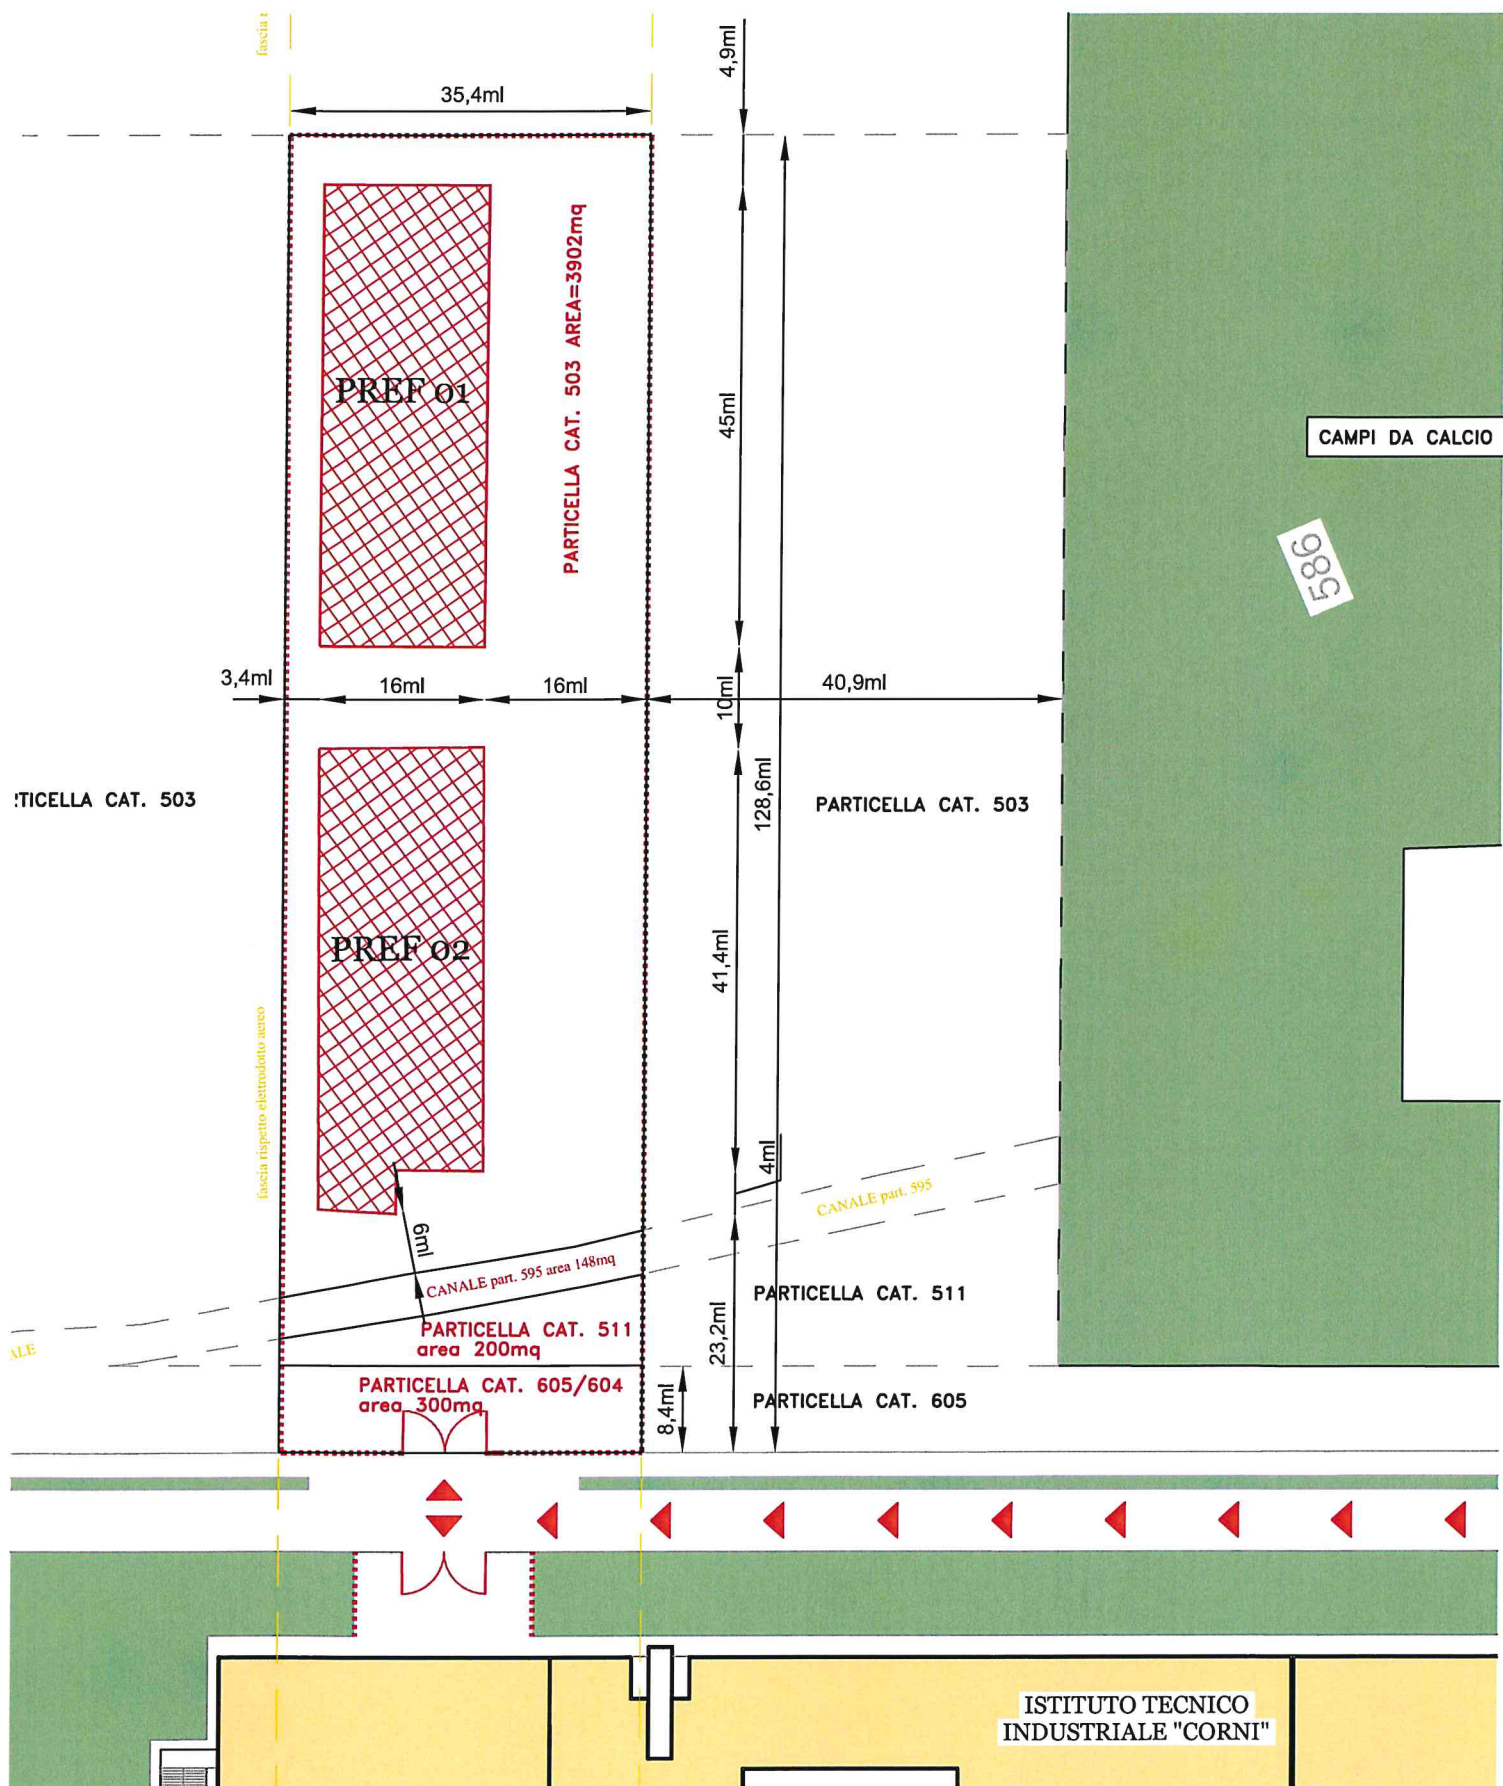 fascia r
4,9ml
35,4ml
PARTICELLA CAT. 503 AREA=3902mq
PREF 01
45ml
CAMPI DA CALCIO
586
3,4ml
16ml
16ml
10ml
40,9ml
128,6ml
TICELLA CAT. 503
PARTICELLA CAT. 503
PREF 02
41,4ml
fascia rispetto elettrodotto aereo
4ml
CANALE part. 595
6ml
CANALE part. 595 area 148mq
PARTICELLA CAT. 511
23,2ml
PARTICELLA CAT. 511
area 200mq
ALE
PARTICELLA CAT. 605/604
area 300mq
8,4ml
PARTICELLA CAT. 605
ISTITUTO TECNICO
INDUSTRIALE "CORNI"